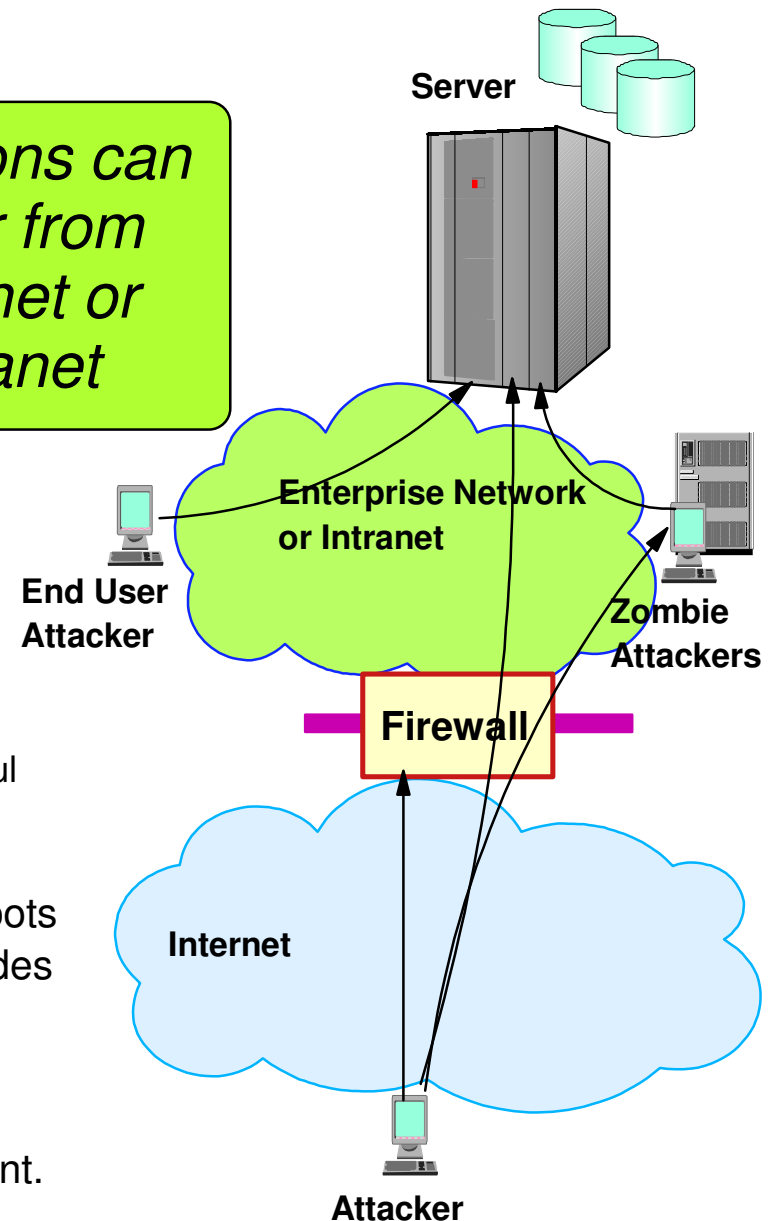 Server
ons can
r from
net or
anet
Enterprise Network
or Intranet
End User
Attacker
Zombie
Attackers
Firewall
ul
oots
des
Internet
nt.
Attacker